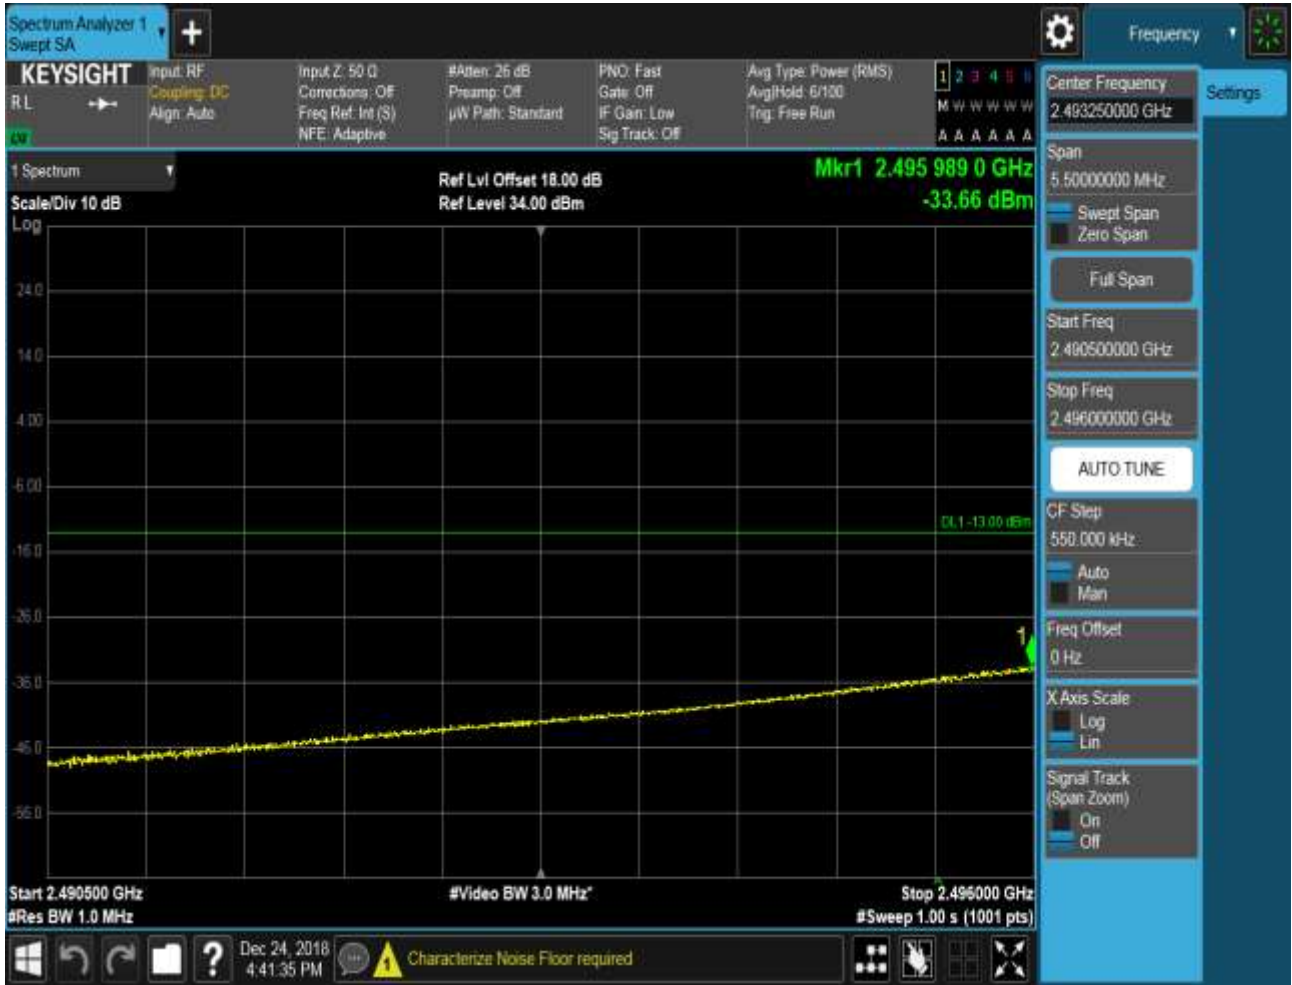 Spectrum Analyzer 1
Swept SA
+
Frequency
KEYSIGHT
RL
Input: RF
Coupling: DC
Align: Auto
Input Z: 50 Ω
Corrections: Off
Freq Ref: Int (S)
NFE: Adaptive
#Atten: 26 dB
Preamp: Off
µW Path: Standard
PNO: Fast
Gate: Off
IF Gain: Low
Sig Track: Off
Avg Type: Power (RMS)
Avg|Hold: 6/100
Trig: Free Run
1 2 3 4 5 6
M W W W W W
A A A A A A
1 Spectrum
Scale/Div 10 dB
Log
Ref Lvl Offset 18.00 dB
Ref Level 34.00 dBm
Mkr1 2.495 989 0 GHz
-33.66 dBm
24.0
14.0
4.00
-6.00
DL1 -13.00 dBm
-16.0
-26.0
1
-36.0
-46.0
-56.0
Start 2.490500 GHz
#Res BW 1.0 MHz
#Video BW 3.0 MHz*
Stop 2.496000 GHz
#Sweep 1.00 s (1001 pts)
Center Frequency
2.493250000 GHz
Settings
Span
5.50000000 MHz
Swept Span
Zero Span
Full Span
Start Freq
2.490500000 GHz
Stop Freq
2.496000000 GHz
AUTO TUNE
CF Step
550.000 kHz
Auto
Man
Freq Offset
0 Hz
X Axis Scale
Log
Lin
Signal Track
(Span Zoom)
On
Off
?
Dec 24, 2018
4:41:35 PM
1
Characterize Noise Floor required